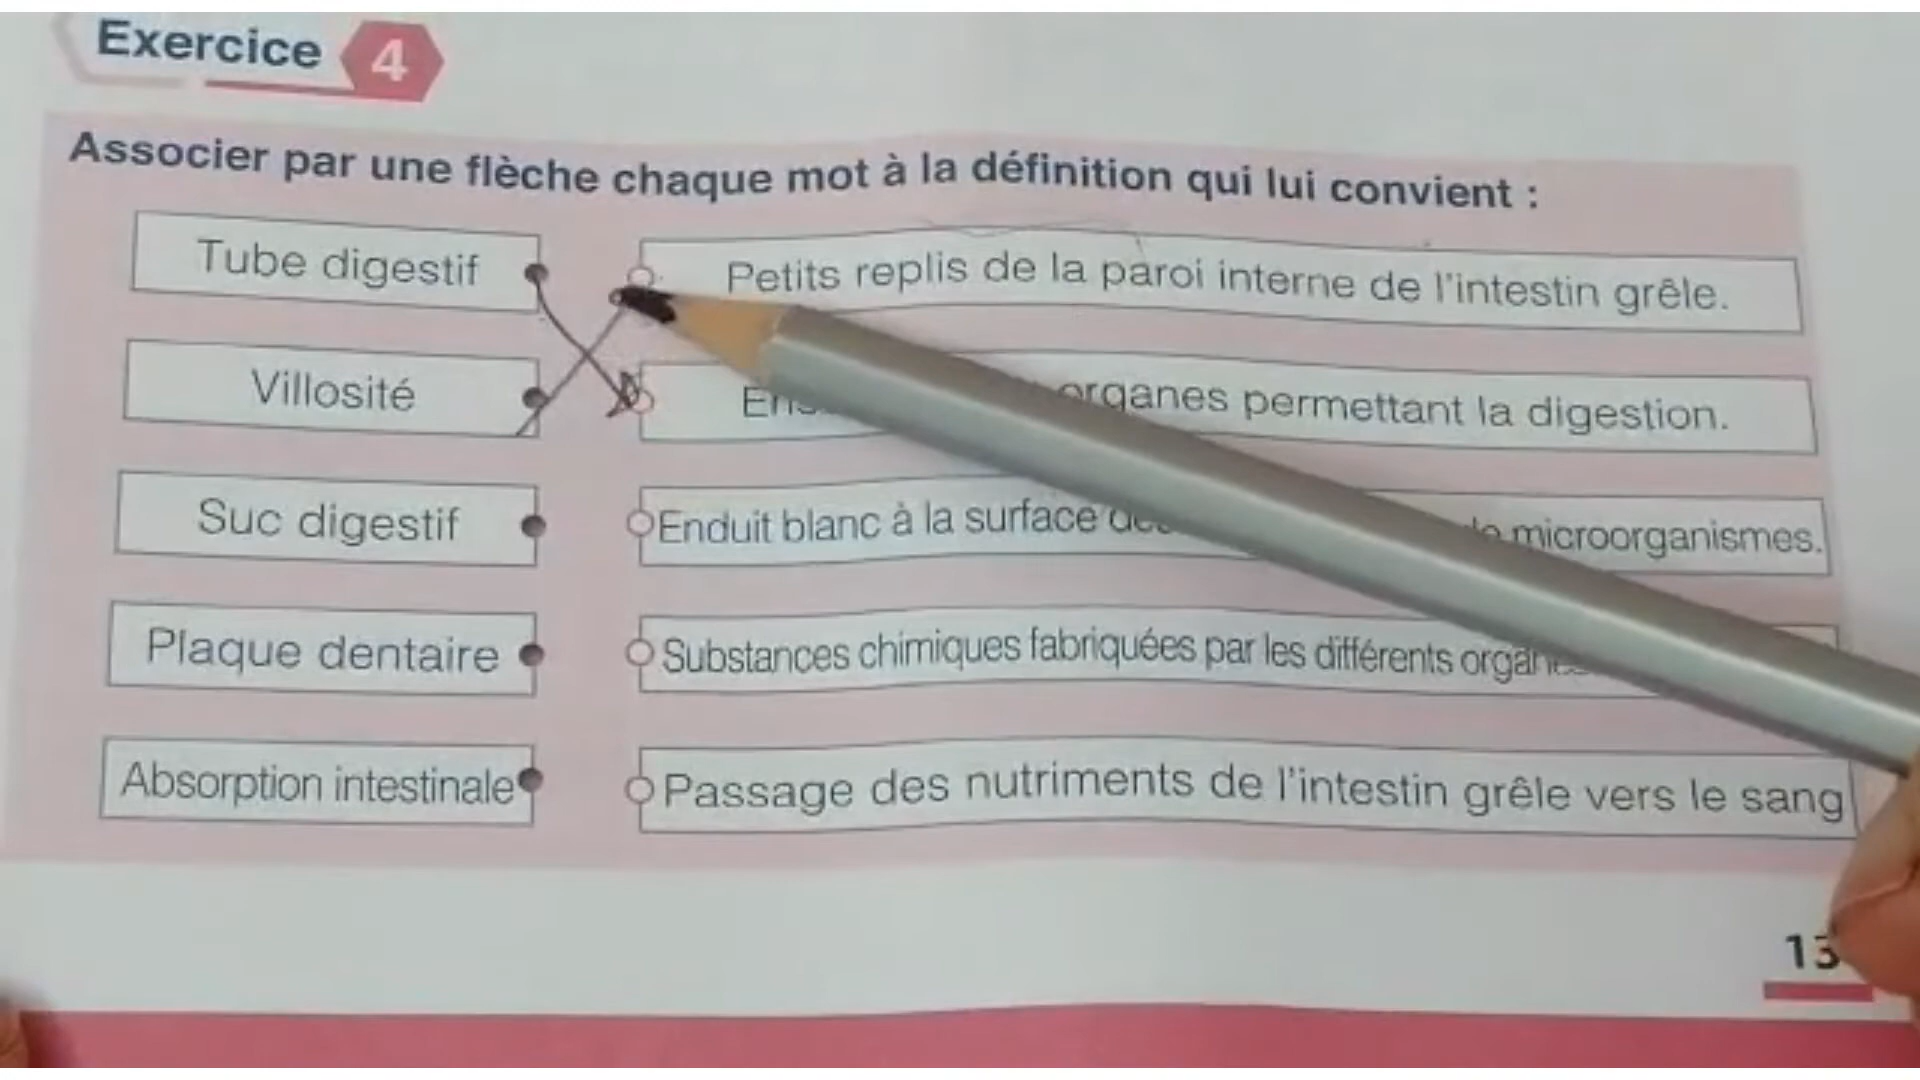 Exercice 4
Associer par une flèche chaque mot à la définition qui lui convient :
Tube digestif
Petits replis de la paroi interne de l'intestin grêle.
Villosité
organes permettant la digestion.
Suc digestif
Enduit blanc à la surface microorganismes.
Plaque dentaire
Substances chimiques fabriquées par les différents
Absorption intestinale
Passage des nutriments de l'intestin grêle vers le sang
13